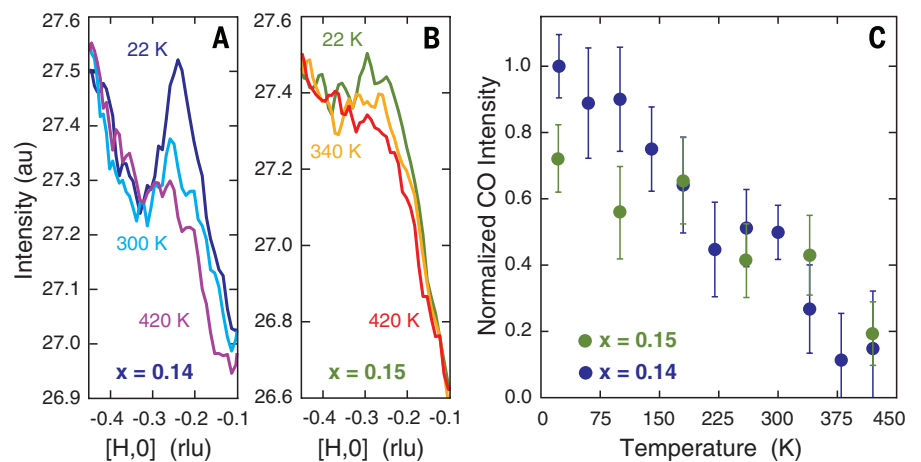 A
22 K
300 K
420 K
x = 0.14
Intensity (au)
27.6
27.5
27.4
27.3
27.2
27.1
27.0
26.9
-0.4 -0.3 -0.2 -0.1
[H,0] (rlu)
B
22 K
340 K
420 K
x = 0.15
27.6
27.4
27.2
27.0
26.8
26.6
-0.4 -0.3 -0.2 -0.1
[H,0] (rlu)
C
Normalized CO Intensity
1.0
0.8
0.6
0.4
0.2
0.0
x = 0.15
x = 0.14
0 75 150 225 300 375 450
Temperature (K)